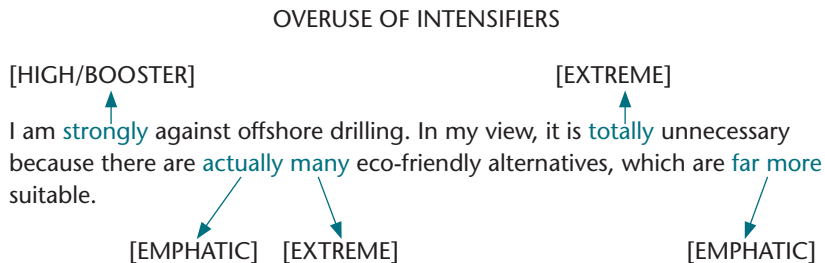 OVERUSE OF INTENSIFIERS
[HIGH/BOOSTER] [EXTREME]
I am strongly against offshore drilling. In my view, it is totally unnecessary
because there are actually many eco-friendly alternatives, which are far more
suitable.
[EMPHATIC] [EXTREME] [EMPHATIC]